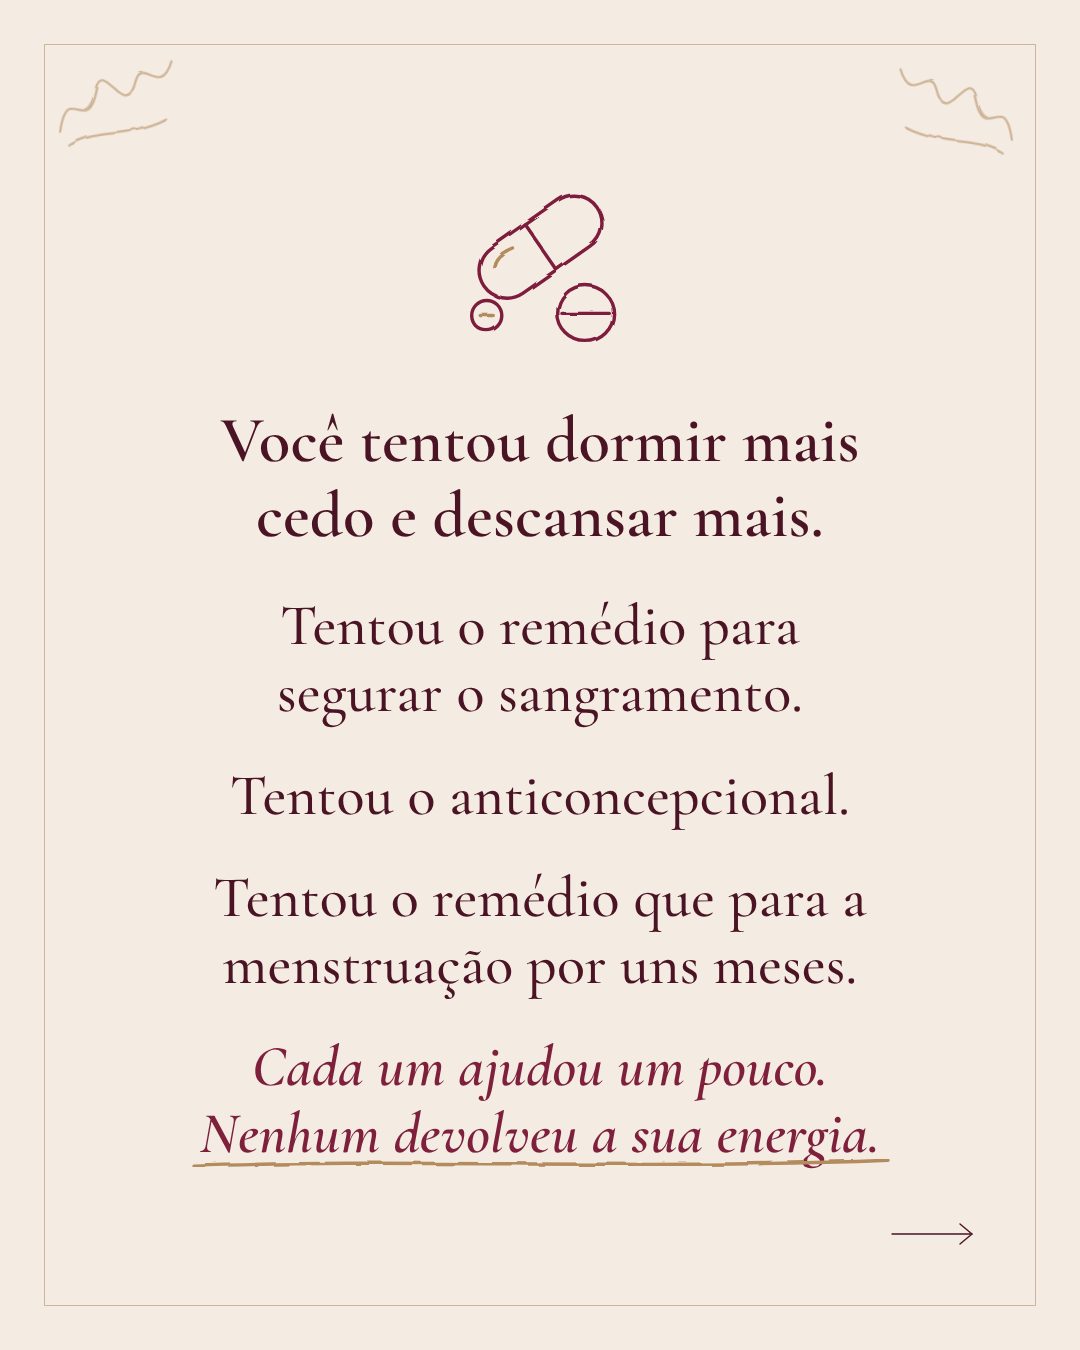 Você tentou dormir mais
cedo e descansar mais.
Tentou o remédio para
segurar o sangramento.
Tentou o anticoncepcional.
Tentou o remédio que para a
menstruação por uns meses.
Cada um ajudou um pouco.
Nenhum devolveu a sua energia.